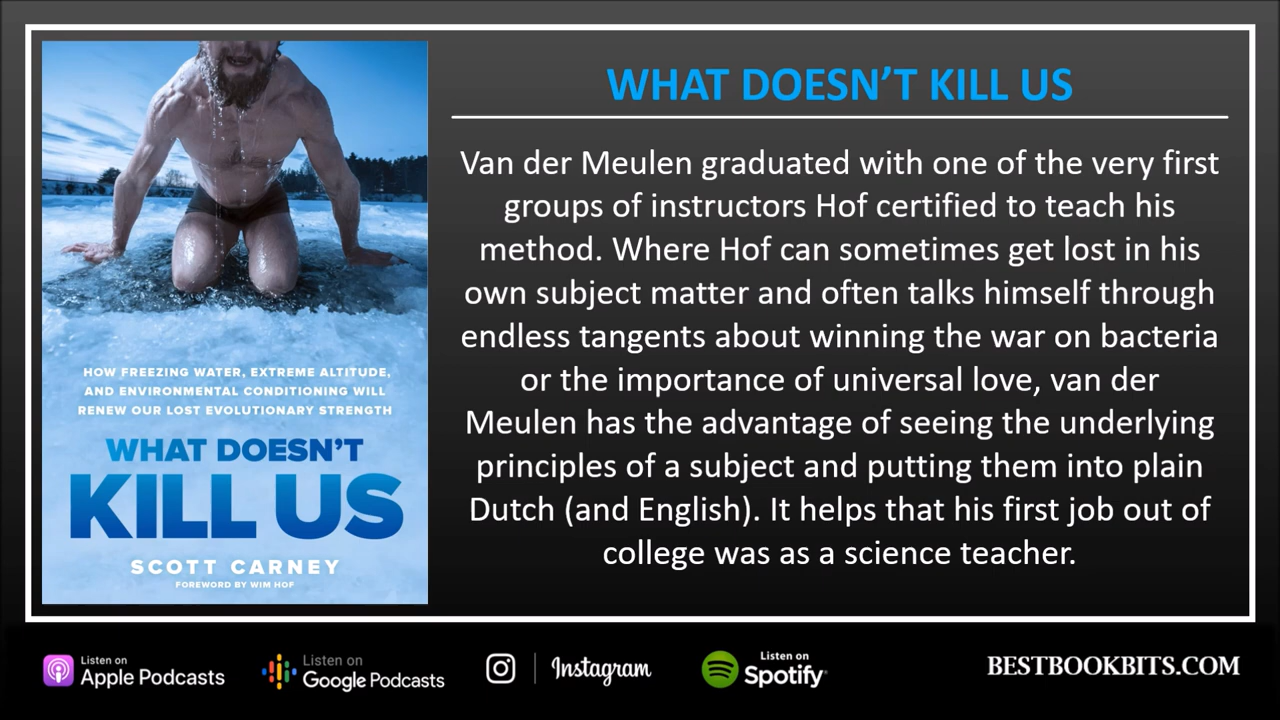 HOW FREEZING WATER, EXTREME ALTITUDE,
AND ENVIRONMENTAL CONDITIONING WILL
RENEW OUR LOST EVOLUTIONARY STRENGTH
WHAT DOESN'T
KILL US
SCOTT CARNEY
FOREWORD BY WIM HOF
WHAT DOESN'T KILL US
Van der Meulen graduated with one of the very first
groups of instructors Hof certified to teach his
method. Where Hof can sometimes get lost in his
own subject matter and often talks himself through
endless tangents about winning the war on bacteria
or the importance of universal love, van der
Meulen has the advantage of seeing the underlying
principles of a subject and putting them into plain
Dutch (and English). It helps that his first job out of
college was as a science teacher.
Listen on
Apple Podcasts
Listen on
Google Podcasts
Instagram
Listen on
Spotify
BESTBOOKBITS.COM